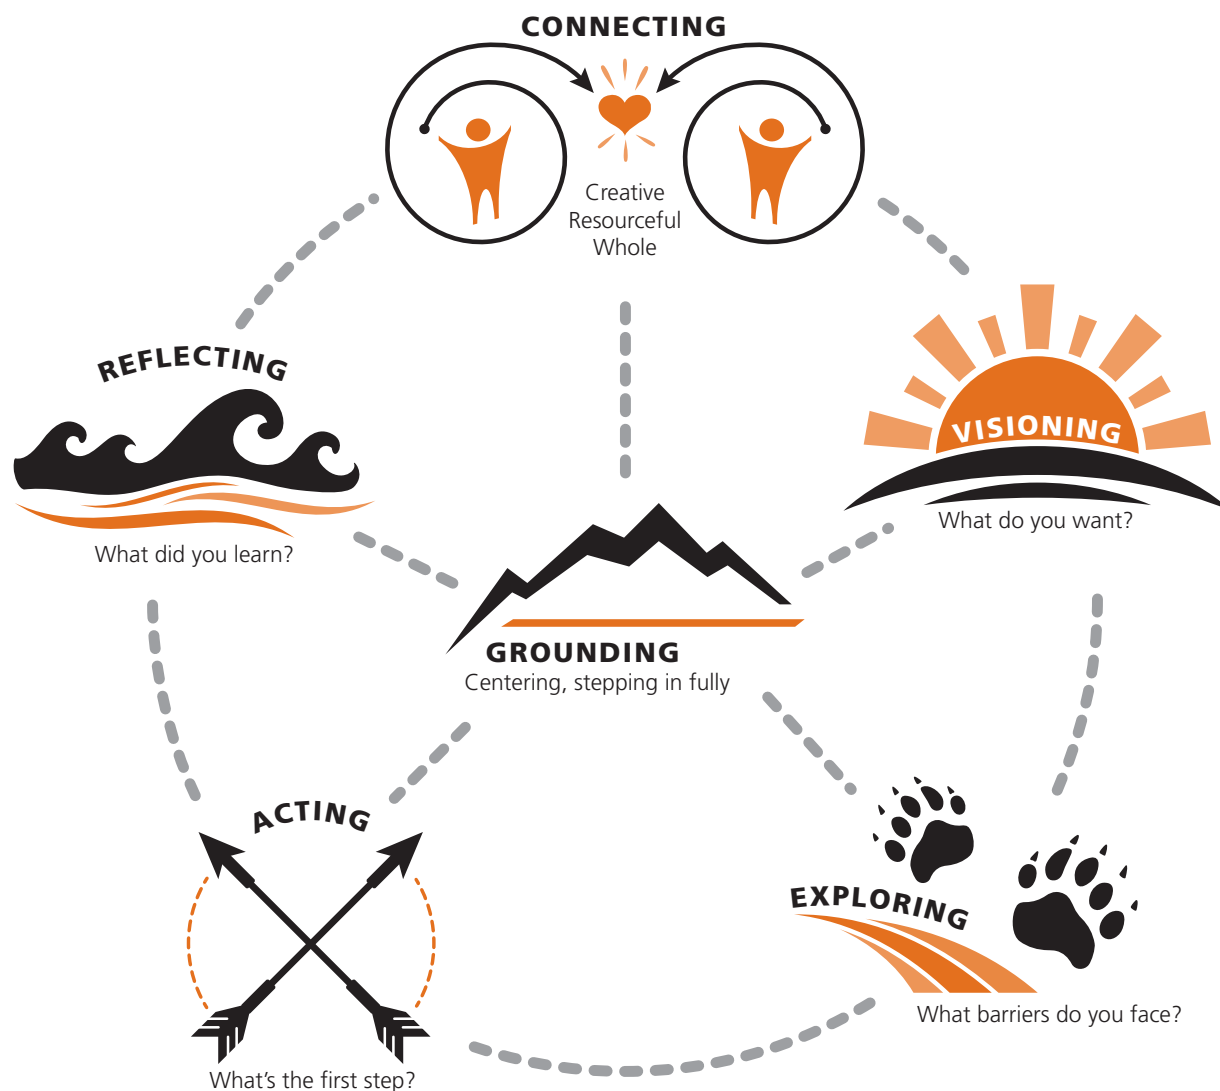 CONNECTING
Creative
Resourceful
Whole
REFLECTING
What did you learn?
VISIONING
What do you want?
GROUNDING
Centering, stepping in fully
ACTING
What's the first step?
EXPLORING
What barriers do you face?